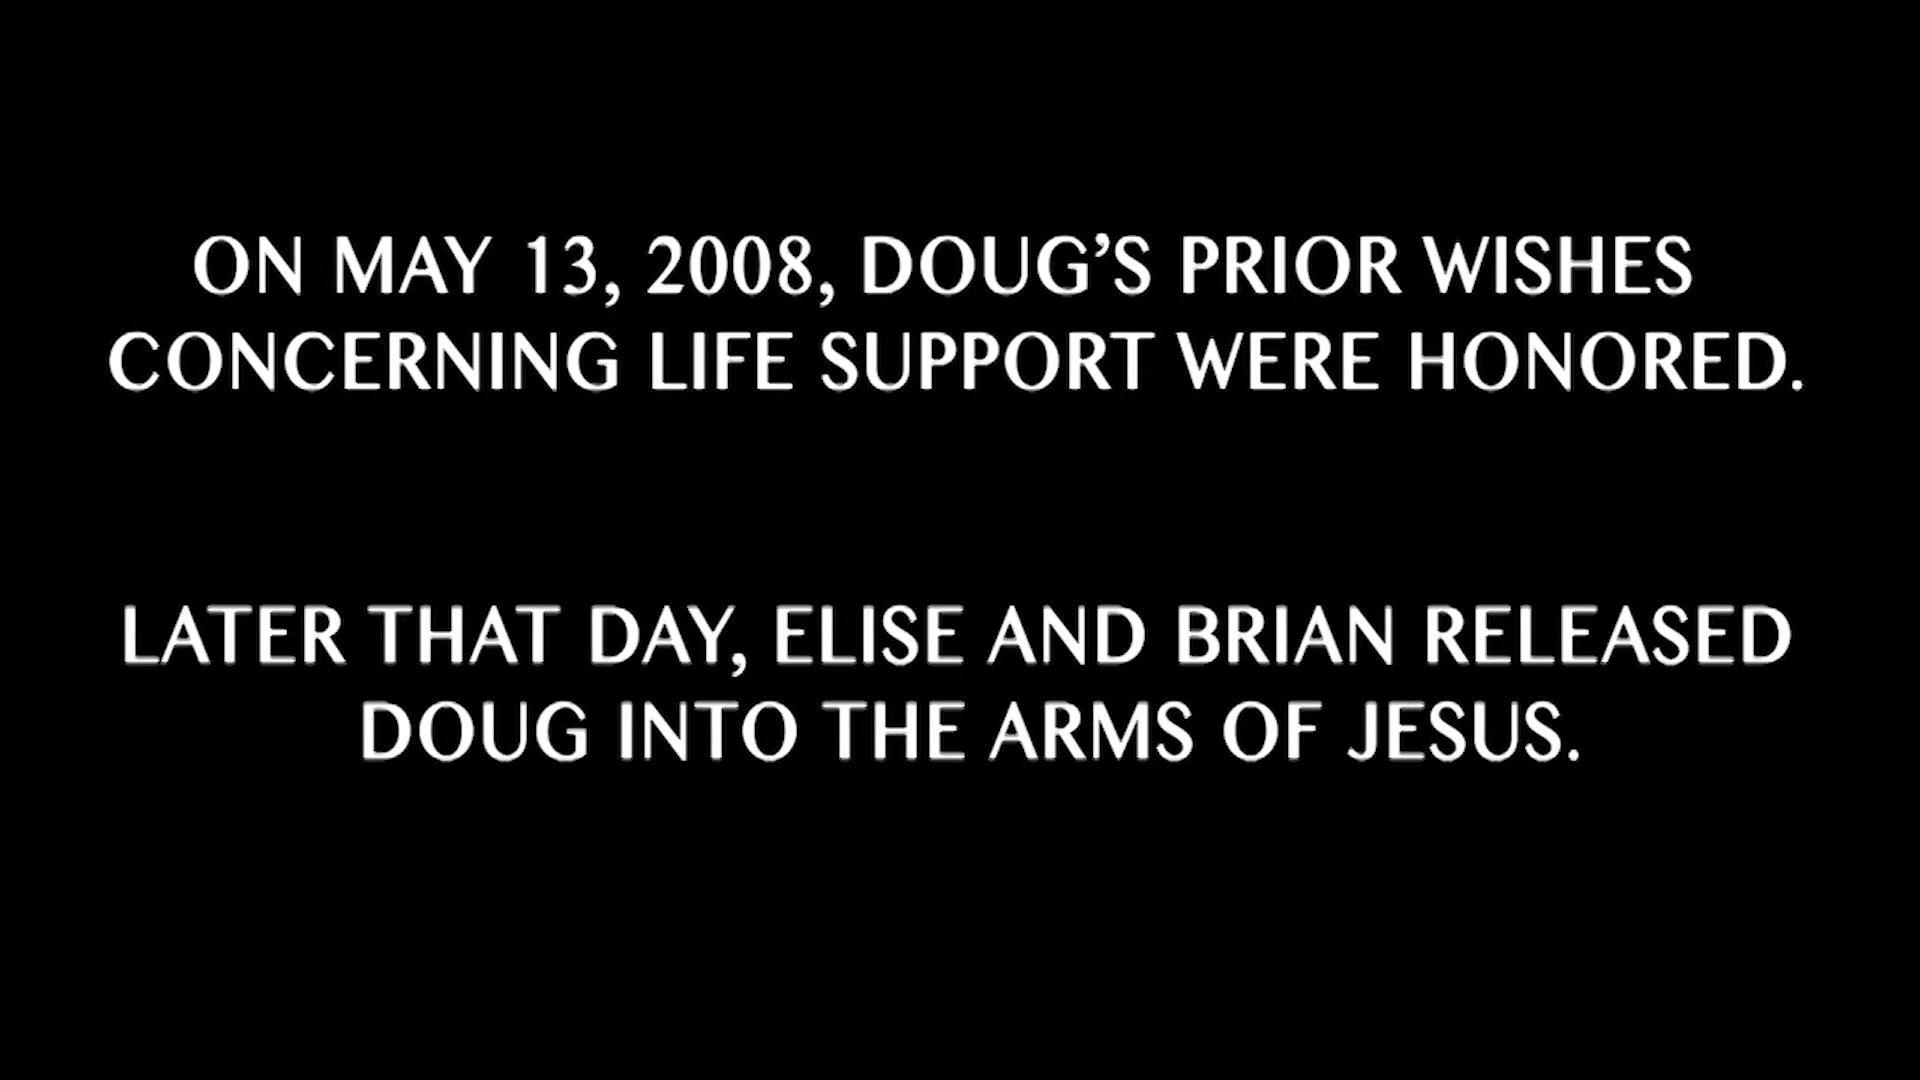 ON MAY 13, 2008, DOUG’S PRIOR WISHES
CONCERNING LIFE SUPPORT WERE HONORED.
LATER THAT DAY, ELISE AND BRIAN RELEASED
DOUG INTO THE ARMS OF JESUS.